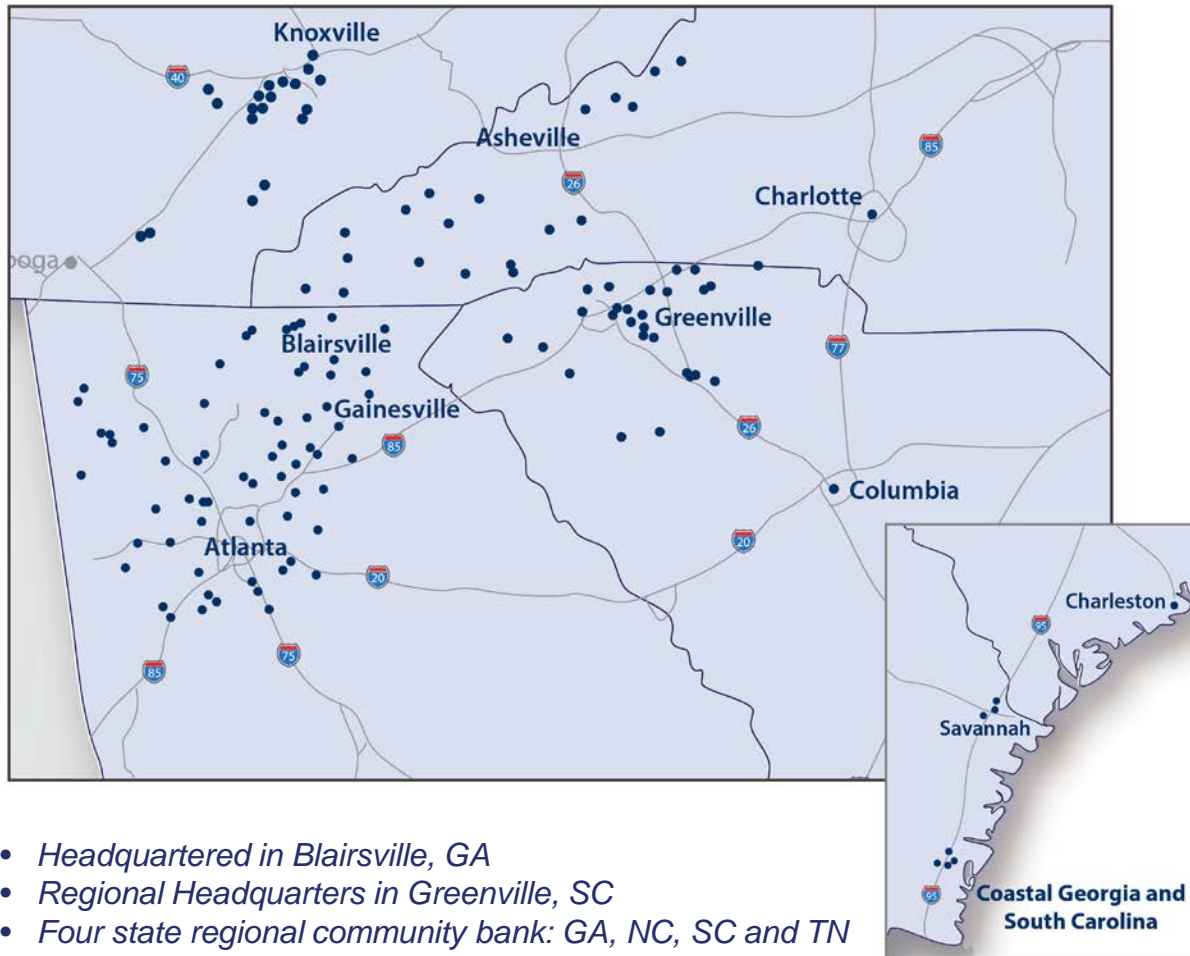 Knoxville
40
Asheville
85
26
Charlotte
ooga
Greenville
Blairsville
77
75
Gainesville
26
85
Columbia
20
Atlanta
20
Charleston
95
75
85
Savannah
95
Coastal Georgia and
South Carolina
• Headquartered in Blairsville, GA
• Regional Headquarters in Greenville, SC
• Four state regional community bank: GA, NC, SC and TN